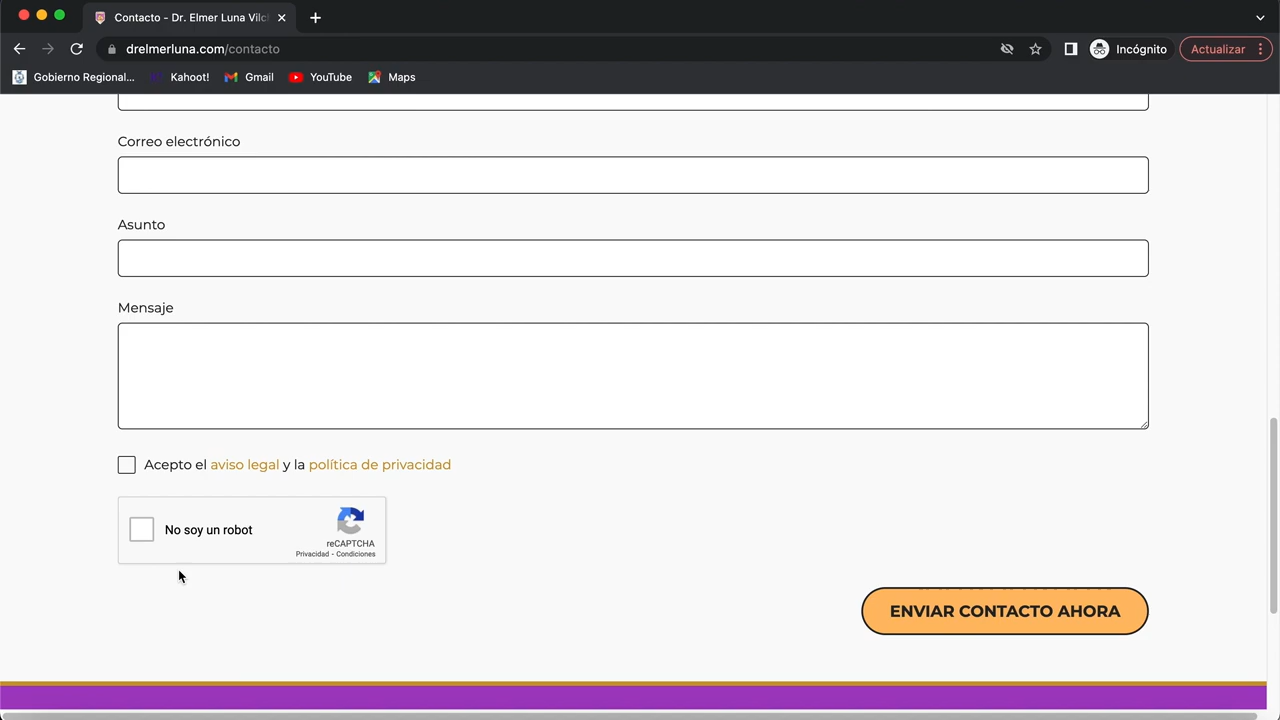 Contacto - Dr. Elmer Luna Vilch
drelmerluna.com/contacto
Incógnito
Actualizar
Gobierno Regional...
Kahoot!
Gmail
YouTube
Maps
Correo electrónico
Asunto
Mensaje
Acepto el aviso legal y la política de privacidad
No soy un robot
reCAPTCHA
Privacidad - Condiciones
ENVIAR CONTACTO AHORA